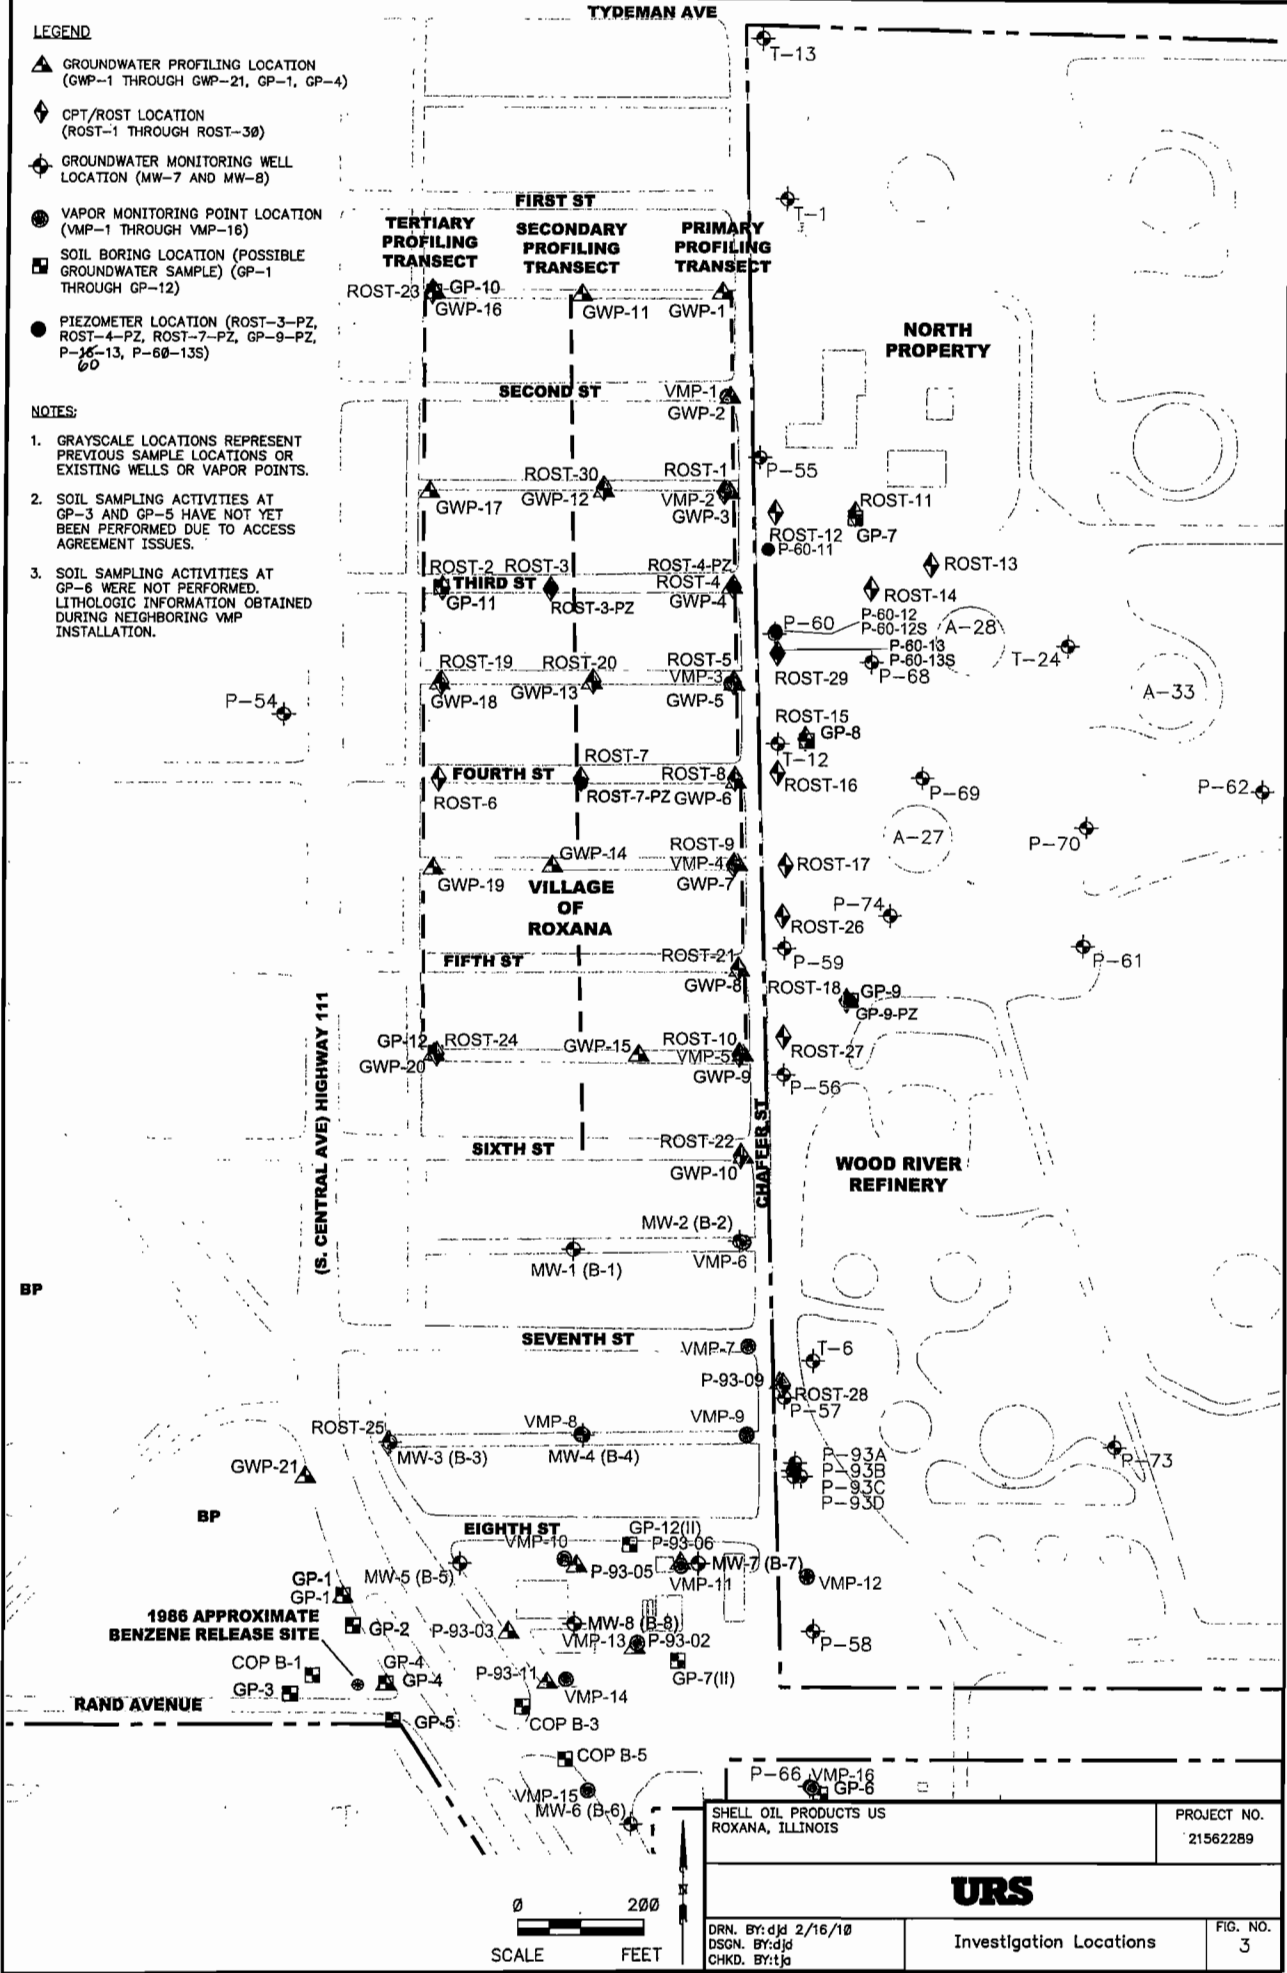 TYDEMAN AVE
LEGEND
GROUNDWATER PROFILING LOCATION
(GWP-1 THROUGH GWP-21, GP-1, GP-4)
CPT/ROST LOCATION
(ROST-1 THROUGH ROST-30)
GROUNDWATER MONITORING WELL
LOCATION (MW-7 AND MW-8)
VAPOR MONITORING POINT LOCATION
(VMP-1 THROUGH VMP-16)
SOIL BORING LOCATION (POSSIBLE
GROUNDWATER SAMPLE) (GP-1
THROUGH GP-12)
PIEZOMETER LOCATION (ROST-3-PZ,
ROST-4-PZ, ROST-7-PZ, GP-9-PZ,
P-16-13, P-60-13S)
60
NOTES:
1. GRAYSCALE LOCATIONS REPRESENT
PREVIOUS SAMPLE LOCATIONS OR
EXISTING WELLS OR VAPOR POINTS.
2. SOIL SAMPLING ACTIVITIES AT
GP-3 AND GP-5 HAVE NOT YET
BEEN PERFORMED DUE TO ACCESS
AGREEMENT ISSUES.
3. SOIL SAMPLING ACTIVITIES AT
GP-6 WERE NOT PERFORMED.
LITHOLOGIC INFORMATION OBTAINED
DURING NEIGHBORING VMP
INSTALLATION.
T-13
T-1
FIRST ST
TERTIARY
PROFILING
TRANSECT
SECONDARY
PROFILING
TRANSECT
PRIMARY
PROFILING
TRANSECT
ROST-23
GP-10
GWP-16
GWP-11
GWP-1
NORTH
PROPERTY
SECOND ST
VMP-1
GWP-2
P-55
ROST-30
ROST-1
GWP-17
GWP-12
VMP-2
GWP-3
ROST-11
ROST-12
GP-7
P-60-11
ROST-2
ROST-3
ROST-4-PZ
THIRD ST
ROST-4
GP-11
ROST-3-PZ
GWP-4
ROST-13
ROST-14
P-60
P-60-12
P-60-12S
A-28
P-60-13
P-60-13S
T-24
ROST-29
P-68
A-33
ROST-19
ROST-20
ROST-5
VMP-3
GWP-18
GWP-13
GWP-5
P-54
ROST-15
GP-8
T-12
ROST-7
FOURTH ST
ROST-8
ROST-6
ROST-7-PZ
GWP-6
ROST-16
P-69
P-62
A-27
P-70
ROST-9
GWP-14
VMP-4
GWP-19
GWP-7
ROST-17
VILLAGE
OF
ROXANA
P-74
ROST-26
P-59
P-61
FIFTH ST
ROST-21
GWP-8
ROST-18
GP-9
GP-9-PZ
GP-12
ROST-24
GWP-15
ROST-10
GWP-20
VMP-5
GWP-9
ROST-27
P-56
(S. CENTRAL AVE) HIGHWAY 111
CHAFFER ST
SIXTH ST
ROST-22
GWP-10
WOOD RIVER
REFINERY
MW-2 (B-2)
MW-1 (B-1)
VMP-6
BP
SEVENTH ST
VMP-7
T-6
P-93-09
ROST-28
P-57
ROST-25
VMP-8
VMP-9
MW-3 (B-3)
MW-4 (B-4)
GWP-21
P-93A
P-93B
P-93C
P-93D
P-73
BP
EIGHTH ST
GP-12(II)
VMP-10
P-93-06
MW-5 (B-5)
P-93-05
MW-7 (B-7)
VMP-11
VMP-12
GP-1
GP-1
1986 APPROXIMATE
BENZENE RELEASE SITE
GP-2
P-93-03
MW-8 (B-8)
VMP-13
P-93-02
P-58
COP B-1
GP-4
GP-4
GP-3
P-93-11
VMP-14
GP-7(II)
RAND AVENUE
GP-5
COP B-3
COP B-5
VMP-15
MW-6 (B-6)
P-66
VMP-16
GP-6
N
0 200
SCALE FEET
SHELL OIL PRODUCTS US
ROXANA, ILLINOIS
PROJECT NO.
21562289
URS
DRN. BY:djd 2/16/10
DSGN. BY:djd
CHKD. BY:tja
Investigation Locations
FIG. NO.
3